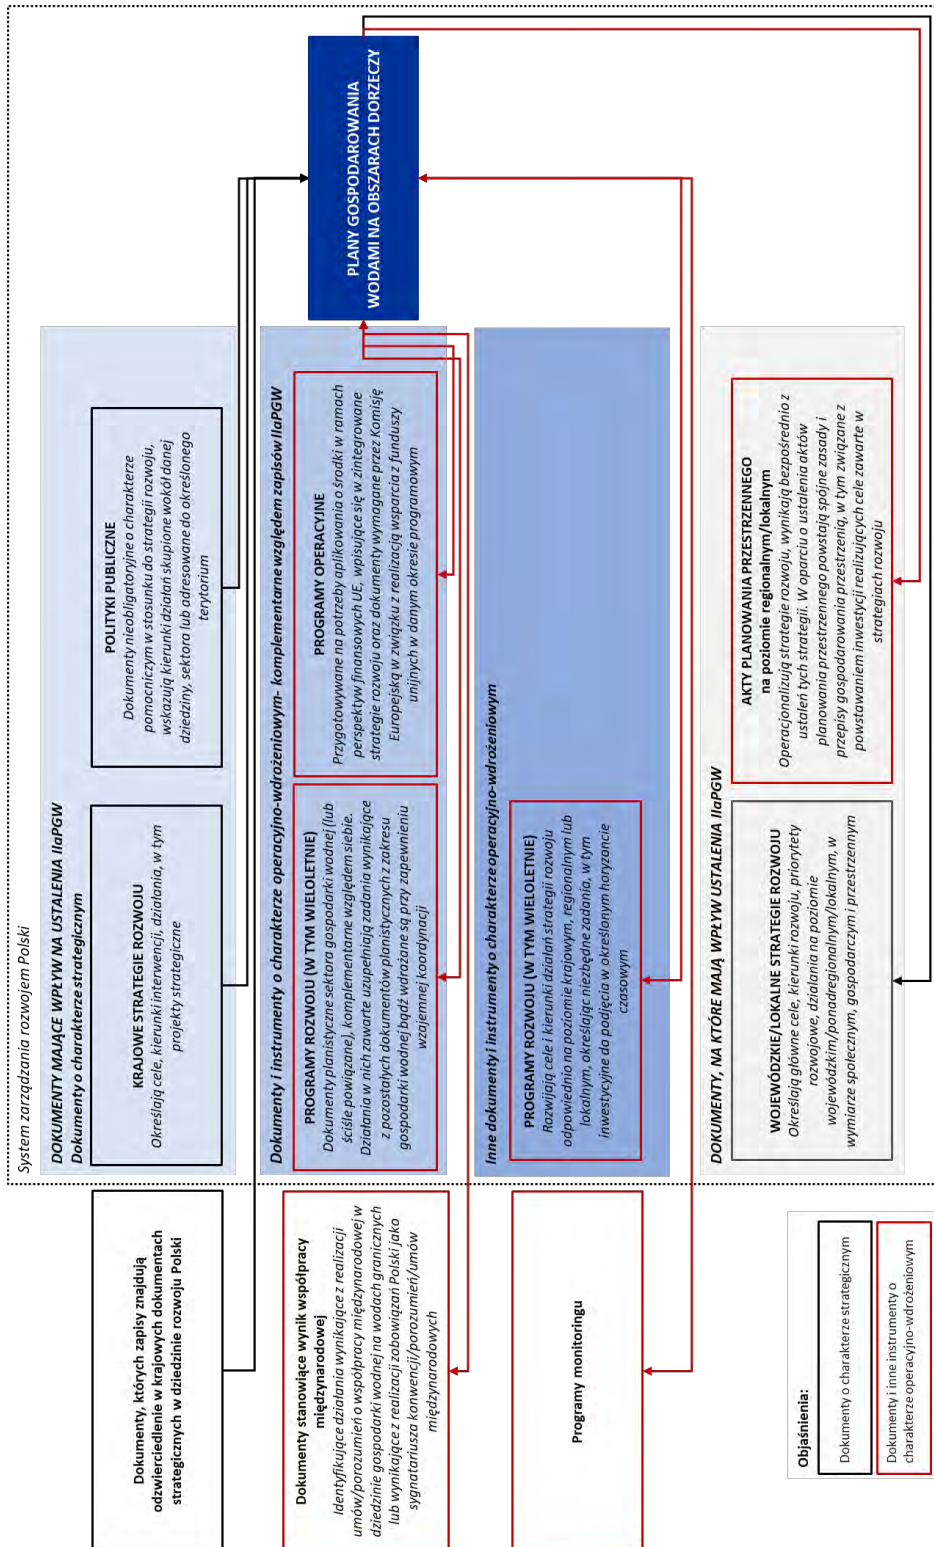 System zarządzania rozwojem Polski
DOKUMENTY MAJĄCE WPŁYW NA USTALENIA IIaPGW
Dokumenty o charakterze strategicznym
Dokumenty, których zapisy znajdują
odzwierciedlenie w krajowych dokumentach
strategicznych w dziedzinie rozwoju Polski
KRAJOWE STRATEGIE ROZWOJU
Określają cele, kierunki interwencji, działania, w tym
projekty strategiczne
POLITYKI PUBLICZNE
Dokumenty nieobligatoryjne o charakterze
pomocniczym w stosunku do strategii rozwoju,
wskazują kierunki działań skupione wokół danej
dziedziny, sektora lub adresowane do określonego
terytorium
PLANY GOSPODAROWANIA
WODAMI NA OBSZARACH DORZECZY
Dokumenty i instrumenty o charakterze operacyjno-wdrożeniowym- komplementarne względem zapisów IIaPGW
Dokumenty stanowiące wynik współpracy
międzynarodowej
Identyfikujące działania wynikające z realizacji
umów/porozumień o współpracy międzynarodowej w
dziedzinie gospodarki wodnej na wodach granicznych
lub wynikające z realizacji zobowiązań Polski jako
sygnatariusza konwencji/porozumień/umów
międzynarodowych
PROGRAMY ROZWOJU (W TYM WIELOLETNIE)
Dokumenty planistyczne sektora gospodarki wodnej (lub
ściśle powiązane), komplementarne względem siebie.
Działania w nich zawarte uzupełniają zadania wynikające
z pozostałych dokumentów planistycznych z zakresu
gospodarki wodnej bądź wdrażane są przy zapewnieniu
wzajemnej koordynacji
PROGRAMY OPERACYJNE
Przygotowywane na potrzeby aplikowania o środki w ramach
perspektyw finansowych UE, wpisujące się w zintegrowane
strategie rozwoju oraz dokumenty wymagane przez Komisję
Europejską w związku z realizacją wsparcia z funduszy
unijnych w danym okresie programowym
Inne dokumenty i instrumenty o charakterze operacyjno-wdrożeniowym
Programy monitoringu
PROGRAMY ROZWOJU (W TYM WIELOLETNIE)
Rozwijają cele i kierunki działań strategii rozwoju
odpowiednio na poziomie krajowym, regionalnym lub
lokalnym, określając niezbędne zadania, w tym
inwestycyjne do podjęcia w określonym horyzoncie
czasowym
DOKUMENTY, NA KTÓRE MAJĄ WPŁYW USTALENIA IIaPGW
WOJEWÓDZKIE/LOKALNE STRATEGIE ROZWOJU
Określają główne cele, kierunki rozwoju, priorytety
rozwojowe, działania na poziomie
wojewódzkim/ponadregionalnym/lokalnym, w
wymiarze społecznym, gospodarczym i przestrzennym
AKTY PLANOWANIA PRZESTRZENNEGO
na poziomie regionalnym/lokalnym
Operacjonalizują strategie rozwoju, wynikają bezpośrednio z
ustaleń tych strategii. W oparciu o ustalenia aktów
planowania przestrzennego powstają spójne zasady i
przepisy gospodarowania przestrzenią, w tym związane z
powstawaniem inwestycji realizujących cele zawarte w
strategiach rozwoju
Objaśnienia:
Dokumenty o charakterze strategicznym
Dokumenty i inne instrumenty o
charakterze operacyjno-wdrożeniowym